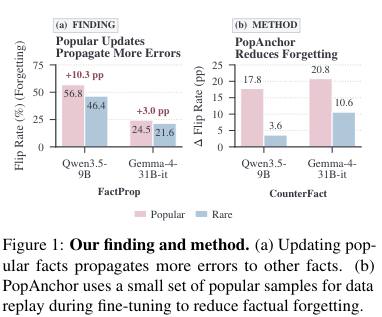 (a) FINDING
Popular Updates
Propagate More Errors
Flip Rate (%) (Forgetting)
75
50
25
0
+10.3 pp
56.8
46.4
+3.0 pp
24.5
21.6
Qwen3.5-
9B
Gemma-4-
31B-it
FactProp
(b) METHOD
PopAnchor
Reduces Forgetting
Δ Flip Rate (pp)
25
20
15
10
5
0
17.8
3.6
20.8
10.6
Qwen3.5-
9B
Gemma-4-
31B-it
CounterFact
Popular
Rare
Figure 1: Our finding and method. (a) Updating pop-
ular facts propagates more errors to other facts. (b)
PopAnchor uses a small set of popular samples for data
replay during fine-tuning to reduce factual forgetting.